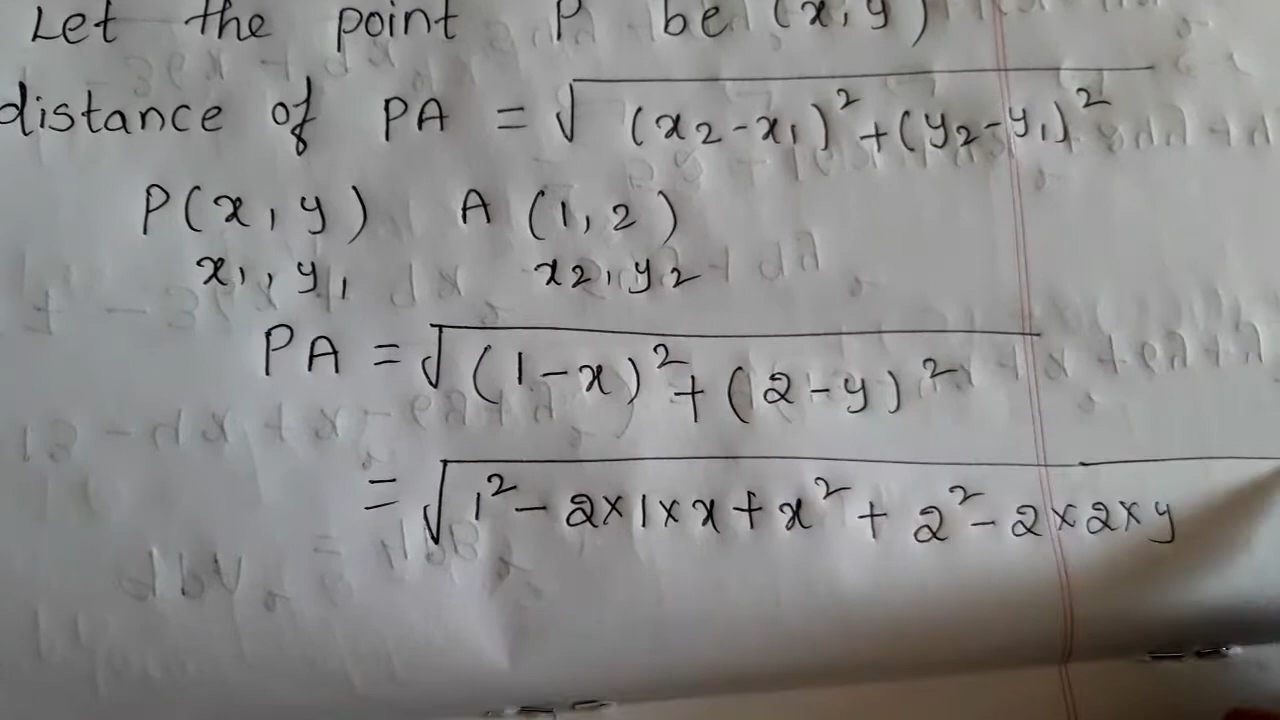 Let the point P be (x, y)
distance of PA = √(x₂-x₁)²+(y₂-y₁)²
P(x, y) A (1, 2)
x₁, y₁ x₂, y₂
PA = √(1-x)²+(2-y)²
= √1²-2×1×x+x²+2²-2×2×y